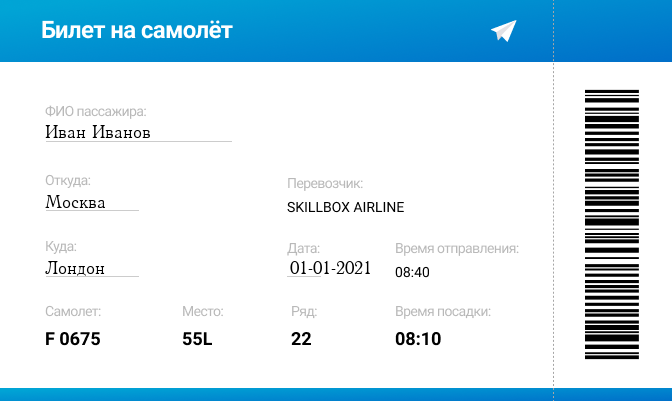 Билет на самолёт
ФИО пассажира:
Иван Иванов
Откуда:
Москва
Перевозчик:
SKILLBOX AIRLINE
Куда:
Лондон
Дата:
01-01-2021
Время отправления:
08:40
Самолет:
F 0675
Место:
55L
Ряд:
22
Время посадки:
08:10